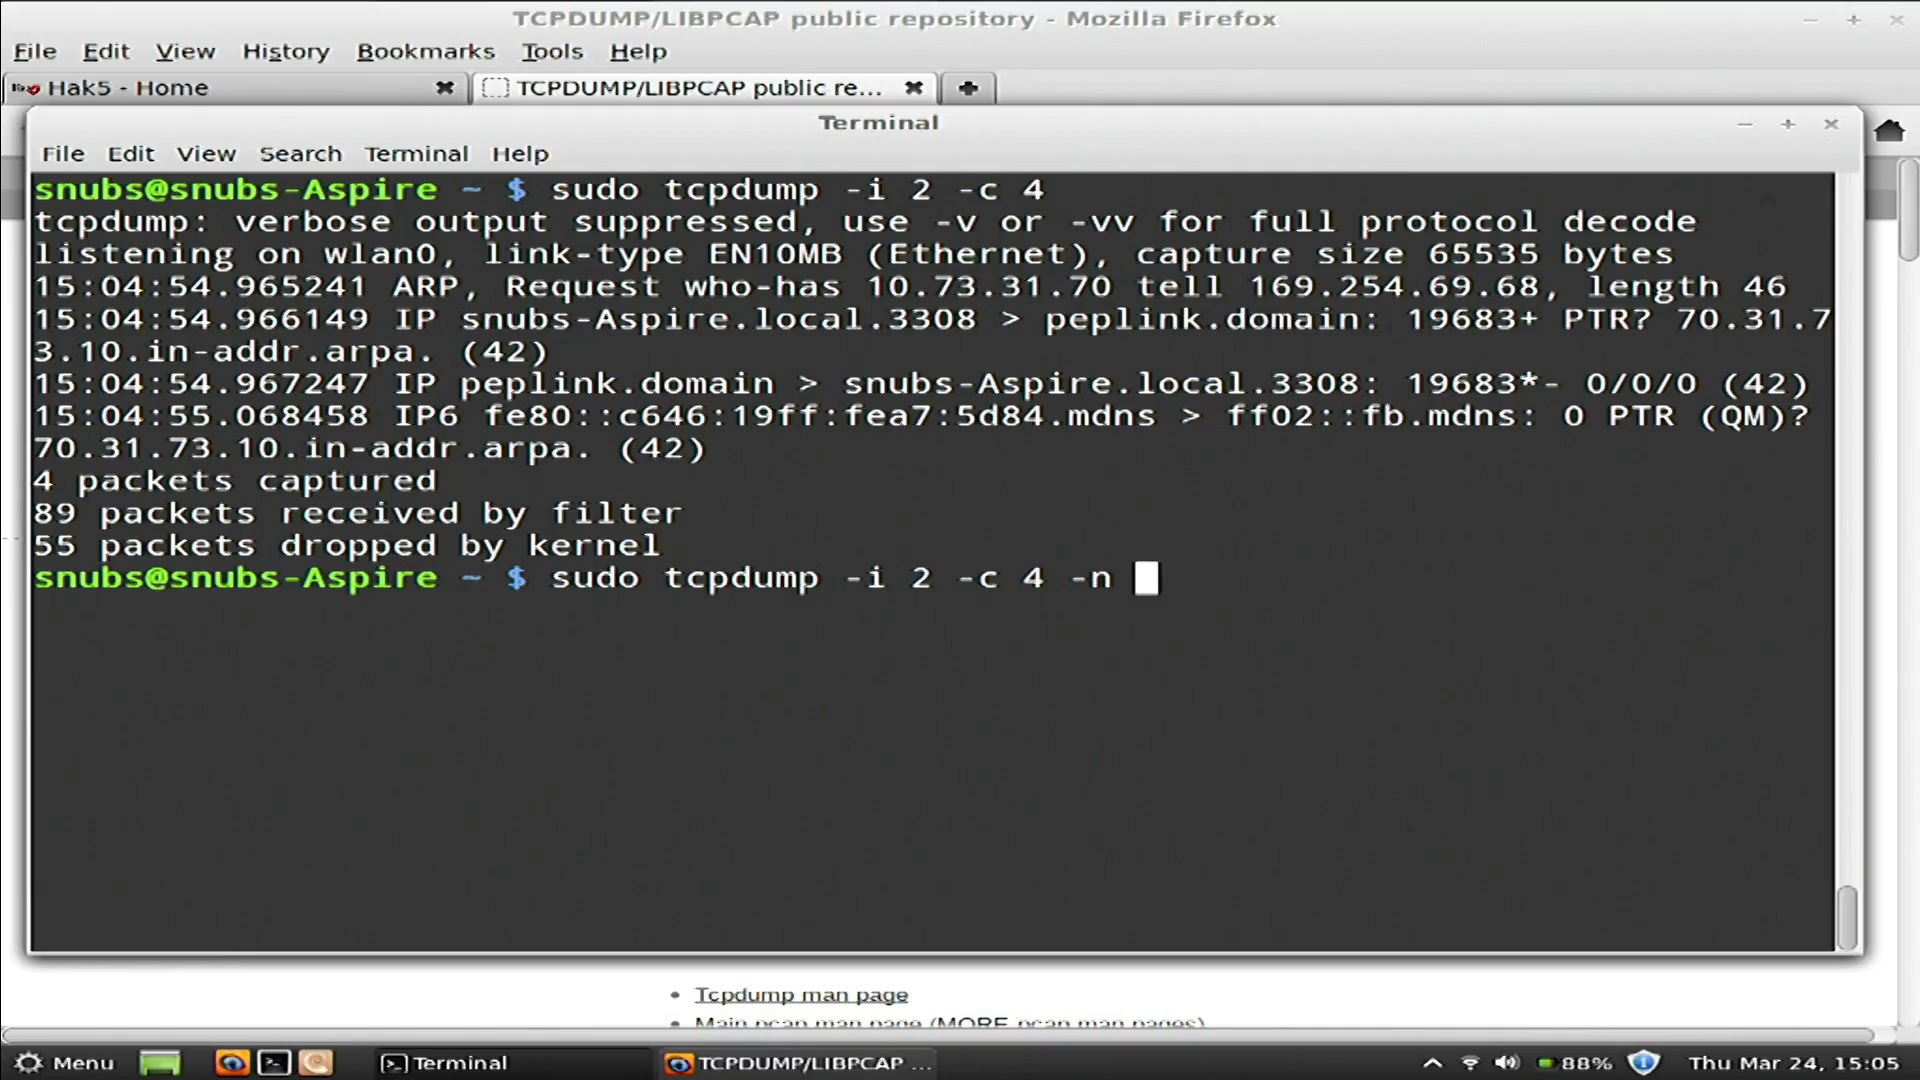 TCPDUMP/LIBPCAP public repository - Mozilla Firefox
File Edit View History Bookmarks Tools Help
Hak5 - Home
TCPDUMP/LIBPCAP public re...
Terminal
File Edit View Search Terminal Help
snubs@snubs-Aspire ~ $ sudo tcpdump -i 2 -c 4
tcpdump: verbose output suppressed, use -v or -vv for full protocol decode
listening on wlan0, link-type EN10MB (Ethernet), capture size 65535 bytes
15:04:54.965241 ARP, Request who-has 10.73.31.70 tell 169.254.69.68, length 46
15:04:54.966149 IP snubs-Aspire.local.3308 > peplink.domain: 19683+ PTR? 70.31.7
3.10.in-addr.arpa. (42)
15:04:54.967247 IP peplink.domain > snubs-Aspire.local.3308: 19683*- 0/0/0 (42)
15:04:55.068458 IP6 fe80::c646:19ff:fea7:5d84.mdns > ff02::fb.mdns: 0 PTR (QM)?
70.31.73.10.in-addr.arpa. (42)
4 packets captured
89 packets received by filter
55 packets dropped by kernel
snubs@snubs-Aspire ~ $ sudo tcpdump -i 2 -c 4 -n
• Tcpdump man page
• Main pcap man page (MORE pcap man pages)
Menu
Terminal
TCPDUMP/LIBPCAP ...
88%
Thu Mar 24, 15:05